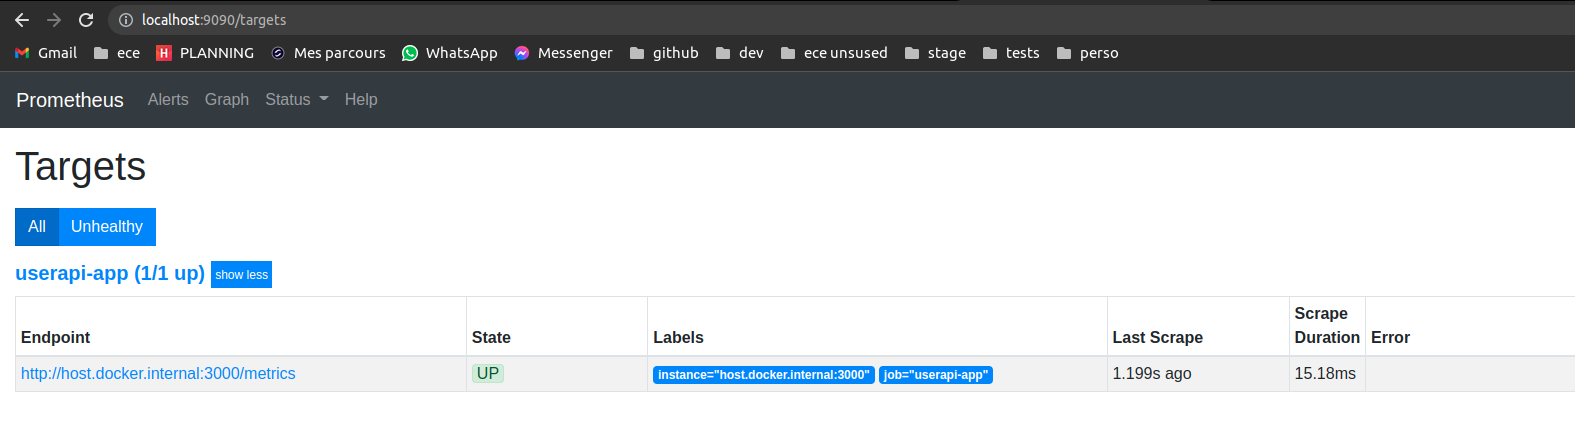 localhost:9090/targets
Gmail ece PLANNING Mes parcours WhatsApp Messenger github dev ece unsused stage tests perso
Prometheus Alerts Graph Status Help
Targets
All Unhealthy
userapi-app (1/1 up) show less
Endpoint State Labels Last Scrape Scrape Duration Error
http://host.docker.internal:3000/metrics UP instance="host.docker.internal:3000" job="userapi-app" 1.199s ago 15.18ms